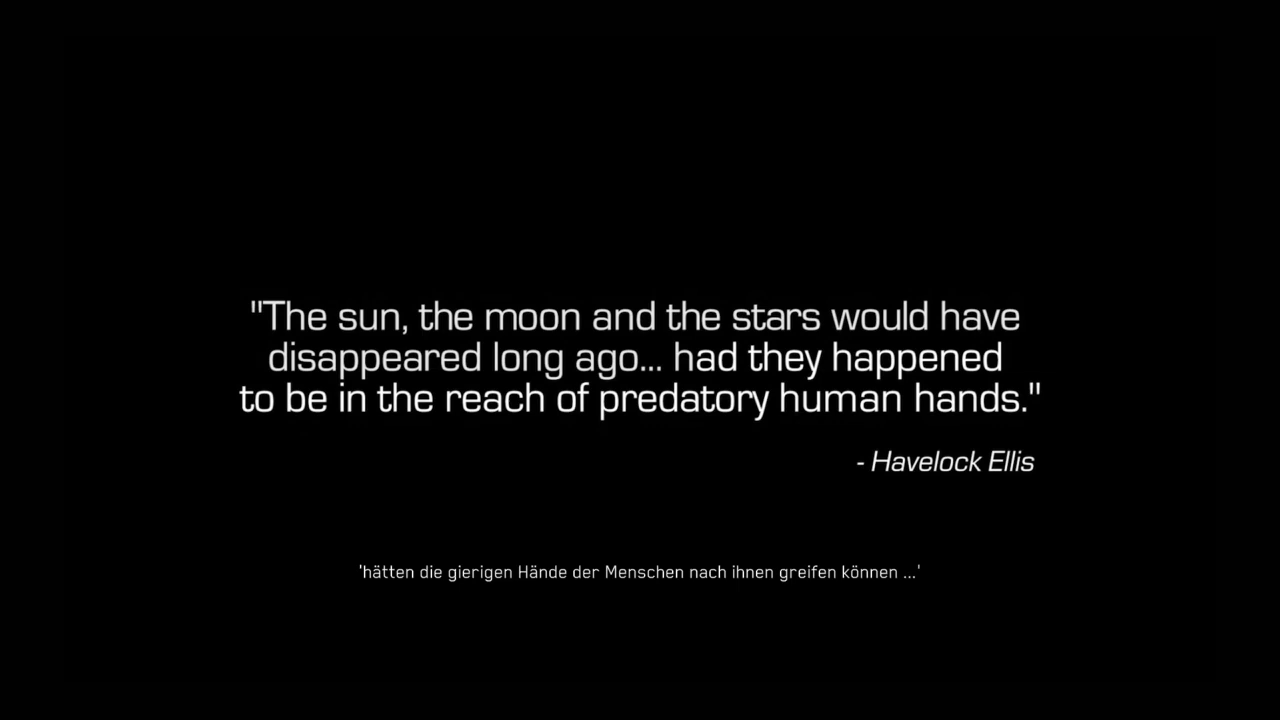 "The sun, the moon and the stars would have
disappeared long ago... had they happened
to be in the reach of predatory human hands."
- Havelock Ellis
'hätten die gierigen Hände der Menschen nach ihnen greifen können ...'